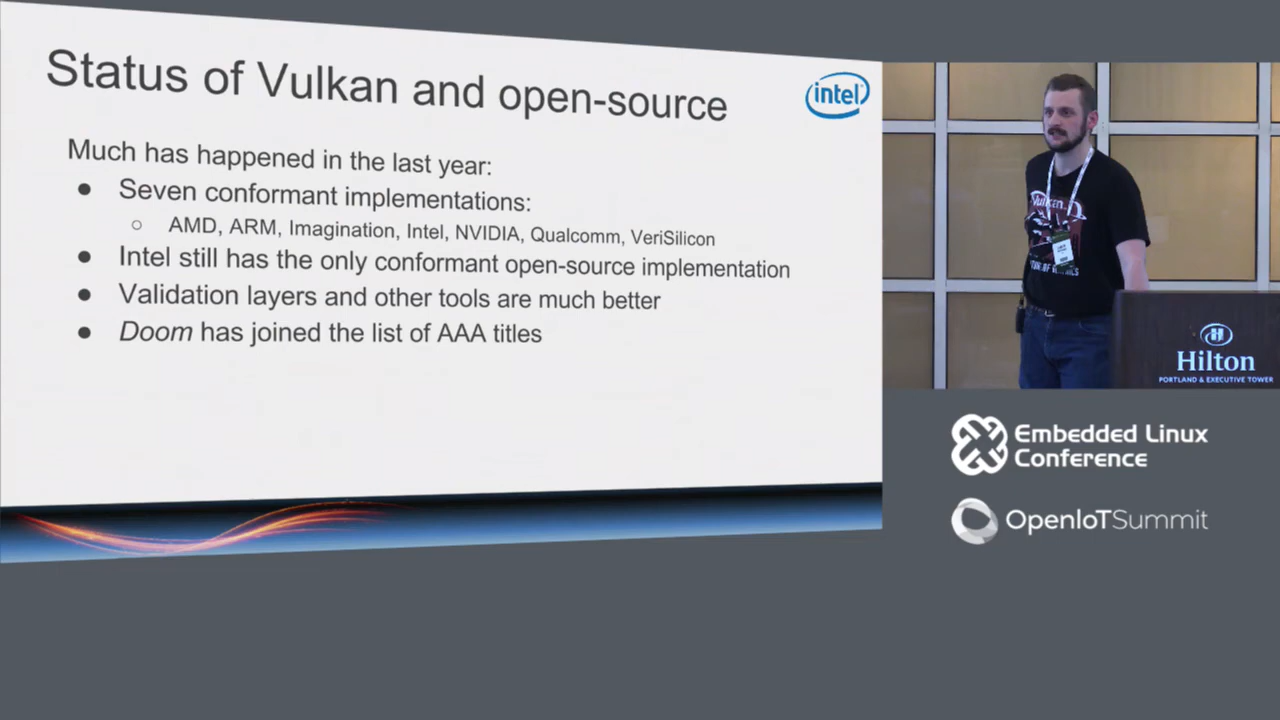 Status of Vulkan and open-source
intel
Much has happened in the last year:
● Seven conformant implementations:
○ AMD, ARM, Imagination, Intel, NVIDIA, Qualcomm, VeriSilicon
● Intel still has the only conformant open-source implementation
● Validation layers and other tools are much better
● Doom has joined the list of AAA titles
Vulkan
Hilton
PORTLAND & EXECUTIVE TOWER
Embedded Linux
Conference
OpenIoTSummit